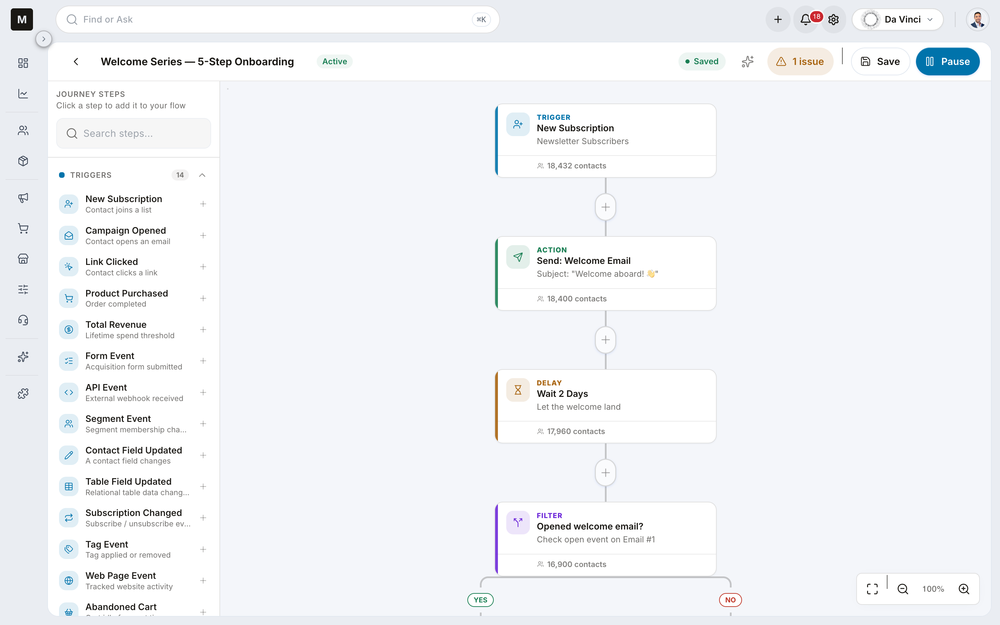 M
Find or Ask
⌘K
18
Da Vinci
Welcome Series — 5-Step Onboarding
Active
Saved
1 issue
Save
Pause
JOURNEY STEPS
Click a step to add it to your flow
Search steps...
TRIGGERS
14
New Subscription
Contact joins a list
Campaign Opened
Contact opens an email
Link Clicked
Contact clicks a link
Product Purchased
Order completed
Total Revenue
Lifetime spend threshold
Form Event
Acquisition form submitted
API Event
External webhook received
Segment Event
Segment membership cha...
Contact Field Updated
A contact field changes
Table Field Updated
Relational table data chang...
Subscription Changed
Subscribe / unsubscribe ev...
Tag Event
Tag applied or removed
Web Page Event
Tracked website activity
Abandoned Cart
TRIGGER
New Subscription
Newsletter Subscribers
18,432 contacts
ACTION
Send: Welcome Email
Subject: "Welcome aboard! 👋"
18,400 contacts
DELAY
Wait 2 Days
Let the welcome land
17,960 contacts
FILTER
Opened welcome email?
Check open event on Email #1
16,900 contacts
YES
NO
100%